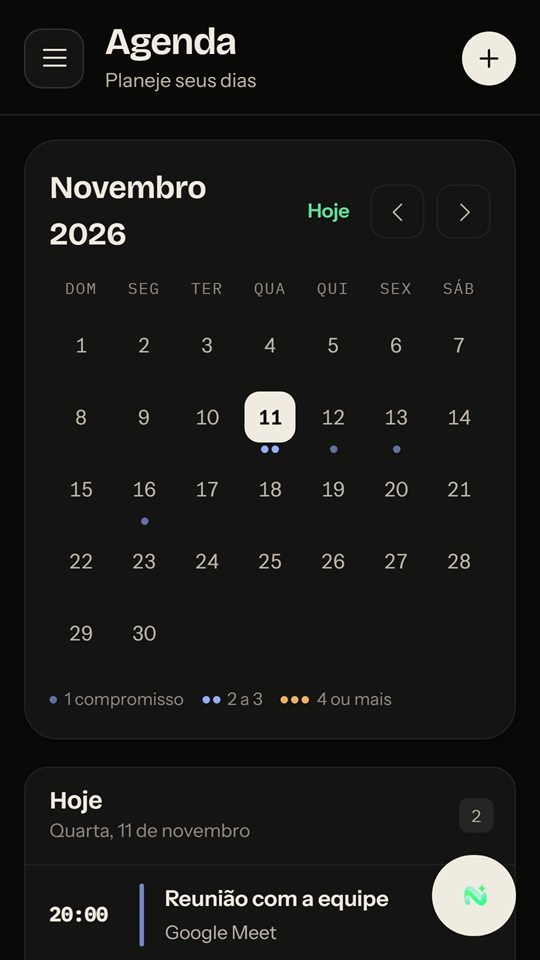 Agenda
Planeje seus dias
Novembro
2026
Hoje
DOM SEG TER QUA QUI SEX SÁB
1 2 3 4 5 6 7
8 9 10 11 12 13 14
15 16 17 18 19 20 21
22 23 24 25 26 27 28
29 30
1 compromisso 2 a 3 4 ou mais
Hoje
Quarta, 11 de novembro
2
20:00
Reunião com a equipe
Google Meet